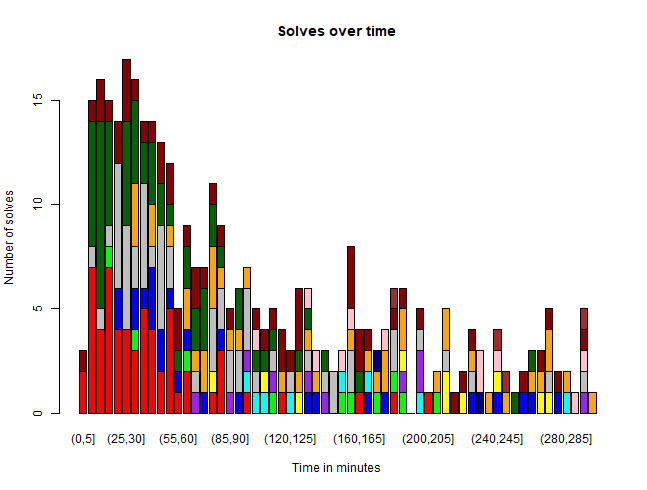 Solves over time
Number of solves
15
10
5
0
(0,5] (25,30] (55,60] (85,90] (120,125] (160,165] (200,205] (240,245] (280,285]
Time in minutes